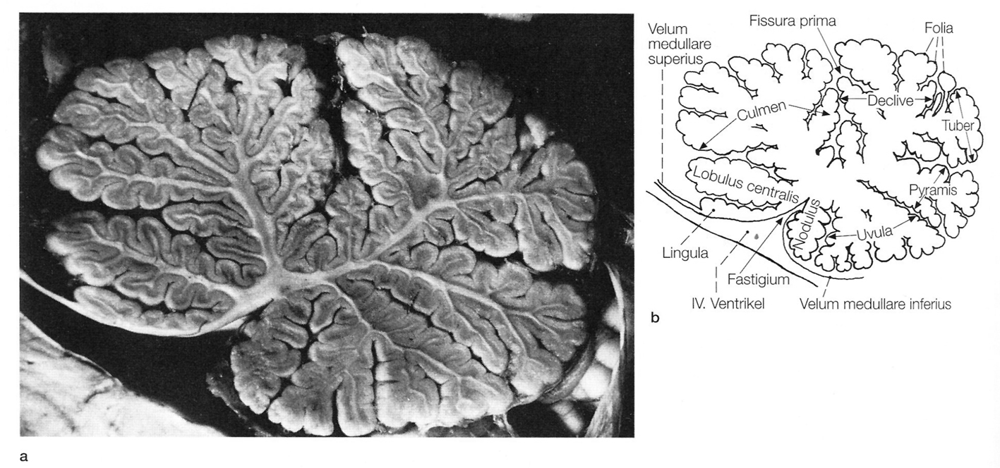 Velum
medullare
superius
Fissura prima
Folia
Culmen
Declive
Tuber
Lobulus centralis
Pyramis
Nodulus
Uvula
Lingula
Fastigium
IV. Ventrikel
Velum medullare inferius
b
a